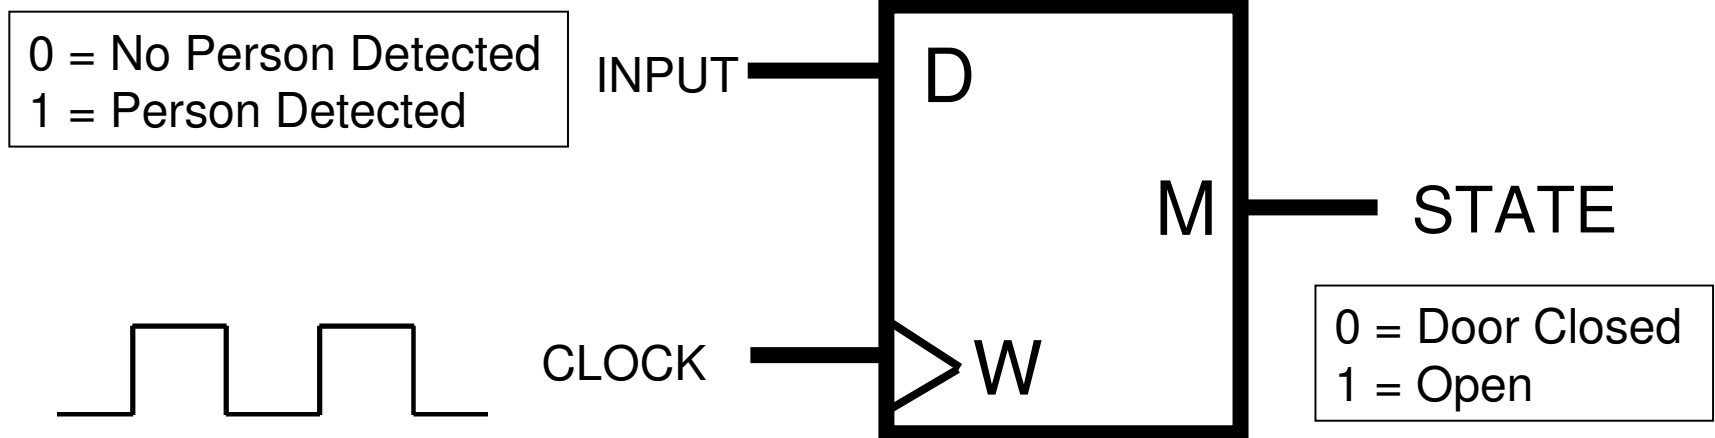 0 = No Person Detected
1 = Person Detected
INPUT
D
M
STATE
CLOCK
W
0 = Door Closed
1 = Open